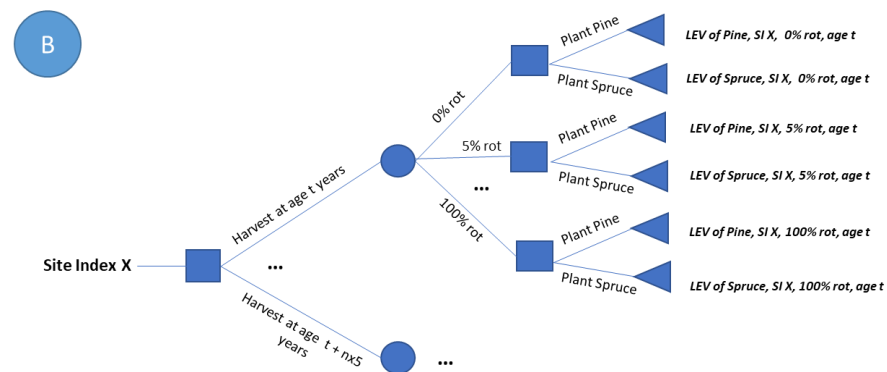 B
Plant Pine
LEV of Pine, SI X, 0% rot, age t
Plant Spruce
LEV of Spruce, SI X, 0% rot, age t
0% rot
Plant Pine
LEV of Pine, SI X, 5% rot, age t
5% rot
Plant Spruce
LEV of Spruce, SI X, 5% rot, age t
...
Harvest at age t years
100% rot
Plant Pine
LEV of Pine, SI X, 100% rot, age t
Plant Spruce
LEV of Spruce, SI X, 100% rot, age t
Site Index X
...
Harvest at age t + nx5
years
...